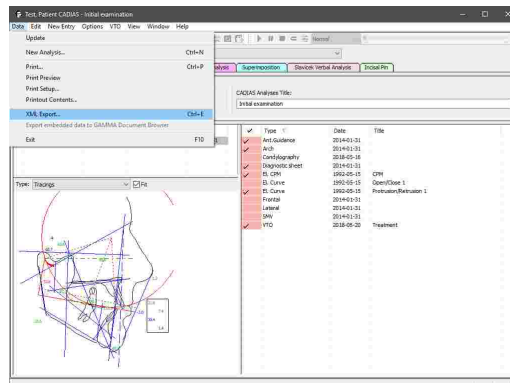 Test, Patient CADIAS - Initial examination
Data Edit New Entry Options VTO View Window Help
Update
New Analysis... Ctrl+N
Print... Ctrl+P
Print Preview
Print Setup...
Printout Contents...
XML Export... Ctrl+E
Export embedded data to GAMMA Document Browser
Exit F10
Normal
Superimposition Slavicek Verbal Analysis Incisal Pin
CADIAS Analyses Title:
Initial examination
Type Date Title
Ant.Guidance 2014-01-31
Arch 2014-01-31
Candylography 2018-05-16
Diagnostic sheet 2014-01-31
El. CPM 1992-05-15 CPM
El. Curve 1992-05-15 Open/Close 1
El. Curve 1992-05-15 Protrusion/Retrusion 1
Frontal 2014-01-31
Lateral 2014-01-31
SMV 2014-01-31
VTO 2018-06-20 Treatment
Type: Tracings Fit